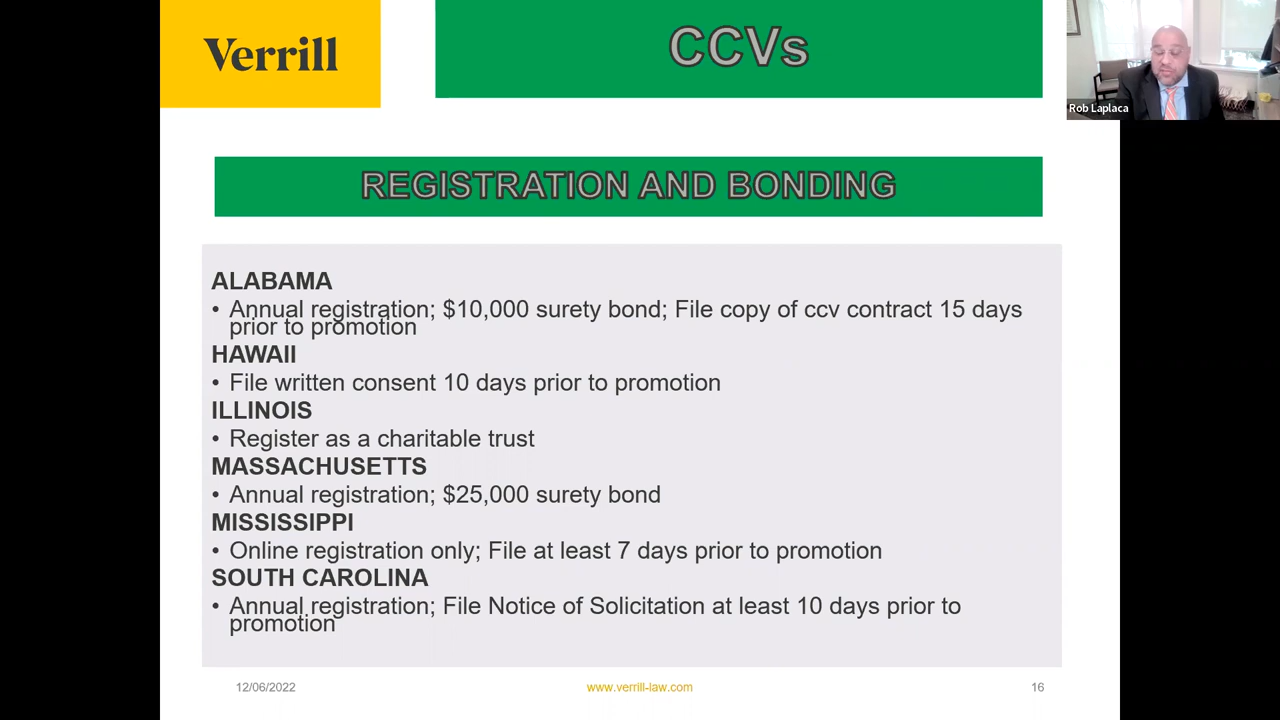 Verrill
CCVs
Rob Laplaca
REGISTRATION AND BONDING
ALABAMA
• Annual registration; $10,000 surety bond; File copy of ccv contract 15 days
prior to promotion
HAWAII
• File written consent 10 days prior to promotion
ILLINOIS
• Register as a charitable trust
MASSACHUSETTS
• Annual registration; $25,000 surety bond
MISSISSIPPI
• Online registration only; File at least 7 days prior to promotion
SOUTH CAROLINA
• Annual registration; File Notice of Solicitation at least 10 days prior to
promotion
12/06/2022
www.verrill-law.com
16